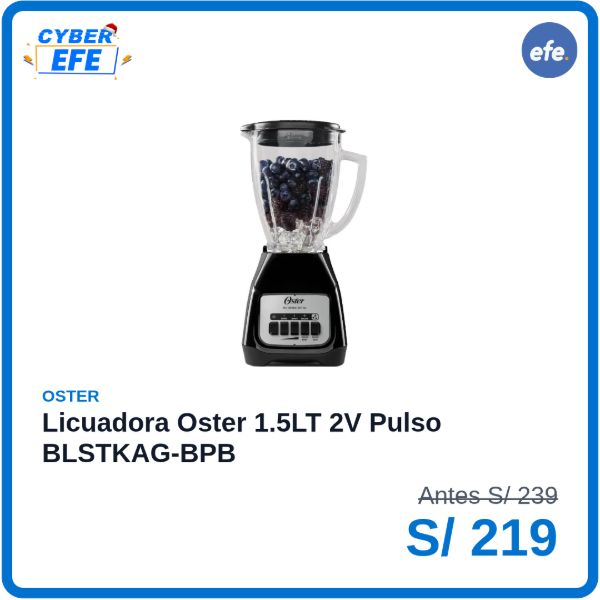 CYBER
EFE
efe.
Oster
OSTER
Licuadora Oster 1.5LT 2V Pulso
BLSTKAG-BPB
Antes S/ 239
S/ 219